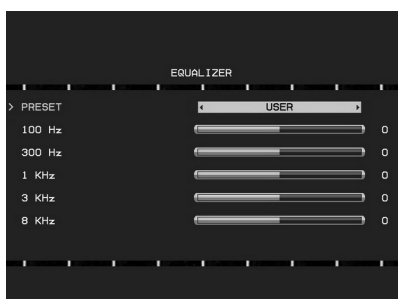 EQUALIZER
> PRESET USER
100 Hz 0
300 Hz 0
1 KHz 0
3 KHz 0
8 KHz 0